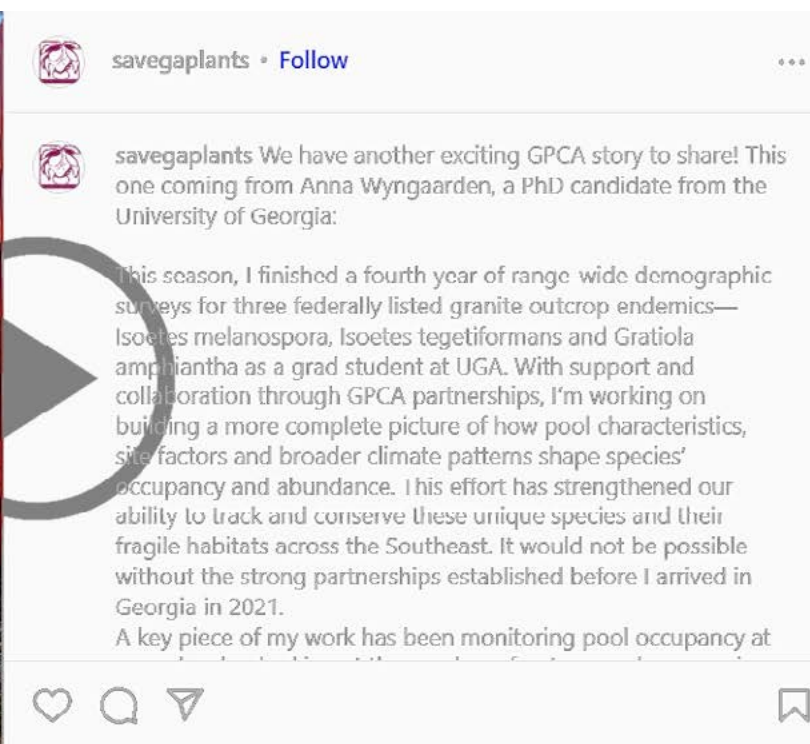 savegaplants • Follow
savegaplants We have another exciting GPCA story to share! This
one coming from Anna Wyngaarden, a PhD candidate from the
University of Georgia:
This season, I finished a fourth year of range wide demographic
surveys for three federally listed granite outcrop endemics—
Isoetes melanospora, Isoetes tegetiformans and Gratiola
amphiantha as a grad student at UGA. With support and
collaboration through GPCA partnerships, I'm working on
building a more complete picture of how pool characteristics,
site factors and broader climate patterns shape species'
occupancy and abundance. This effort has strengthened our
ability to track and conserve these unique species and their
fragile habitats across the Southeast. It would not be possible
without the strong partnerships established before I arrived in
Georgia in 2021.
A key piece of my work has been monitoring pool occupancy at